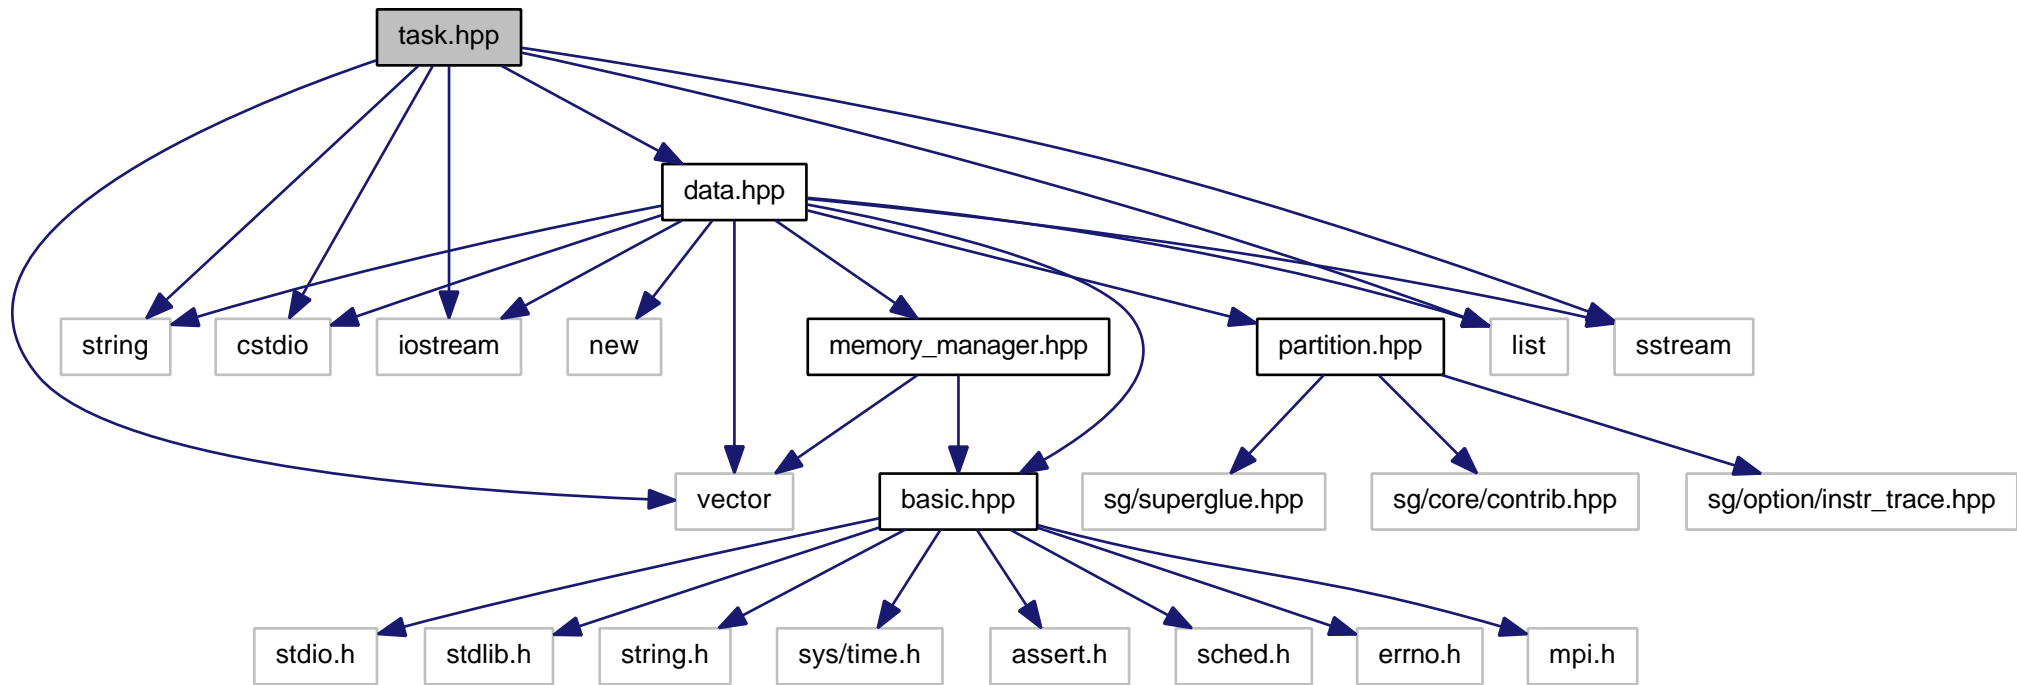 task.hpp
data.hpp
string
cstdio
iostream
new
memory_manager.hpp
partition.hpp
list
sstream
vector
basic.hpp
sg/superglue.hpp
sg/core/contrib.hpp
sg/option/instr_trace.hpp
stdio.h
stdlib.h
string.h
sys/time.h
assert.h
sched.h
errno.h
mpi.h